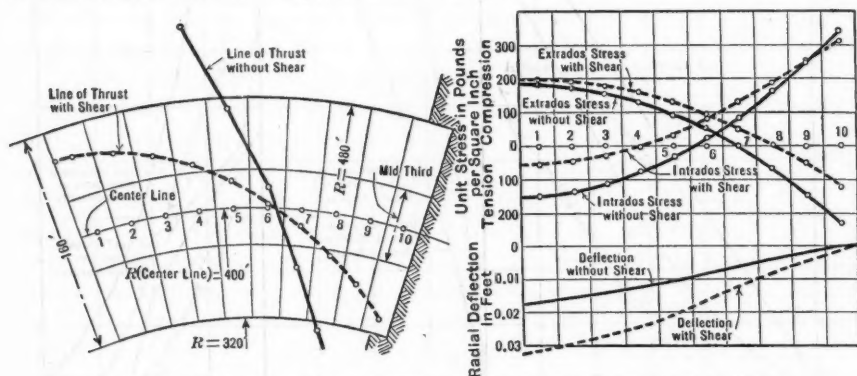 Line of Thrust
without Shear
Line of Thrust
with Shear
Center Line
1 2 3 4 5 6 7 8 9 10
R=480'
Mid Third
160'
R(Center Line)=400'
R=320'
Unit Stress in Pounds
per Square Inch
Tension Compression
300
200
100
0
100
200
Extrados Stress
with Shear
Extrados Stress
without Shear
1 2 3 4 5 6 7 8 9 10
Intrados Stress
with Shear
Intrados Stress
without Shear
Radial Deflection
in Feet
0
0.01
0.02
0.03
Deflection
without Shear
Deflection
with Shear